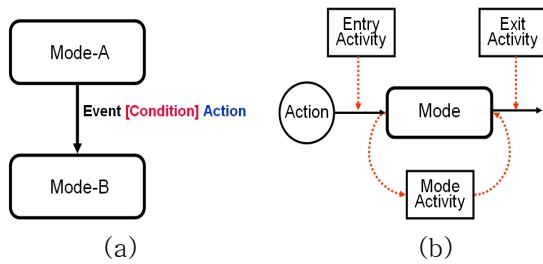 Mode-A
Event [Condition] Action
Mode-B
(a)
Entry
Activity
Exit
Activity
Action
Mode
Mode
Activity
(b)